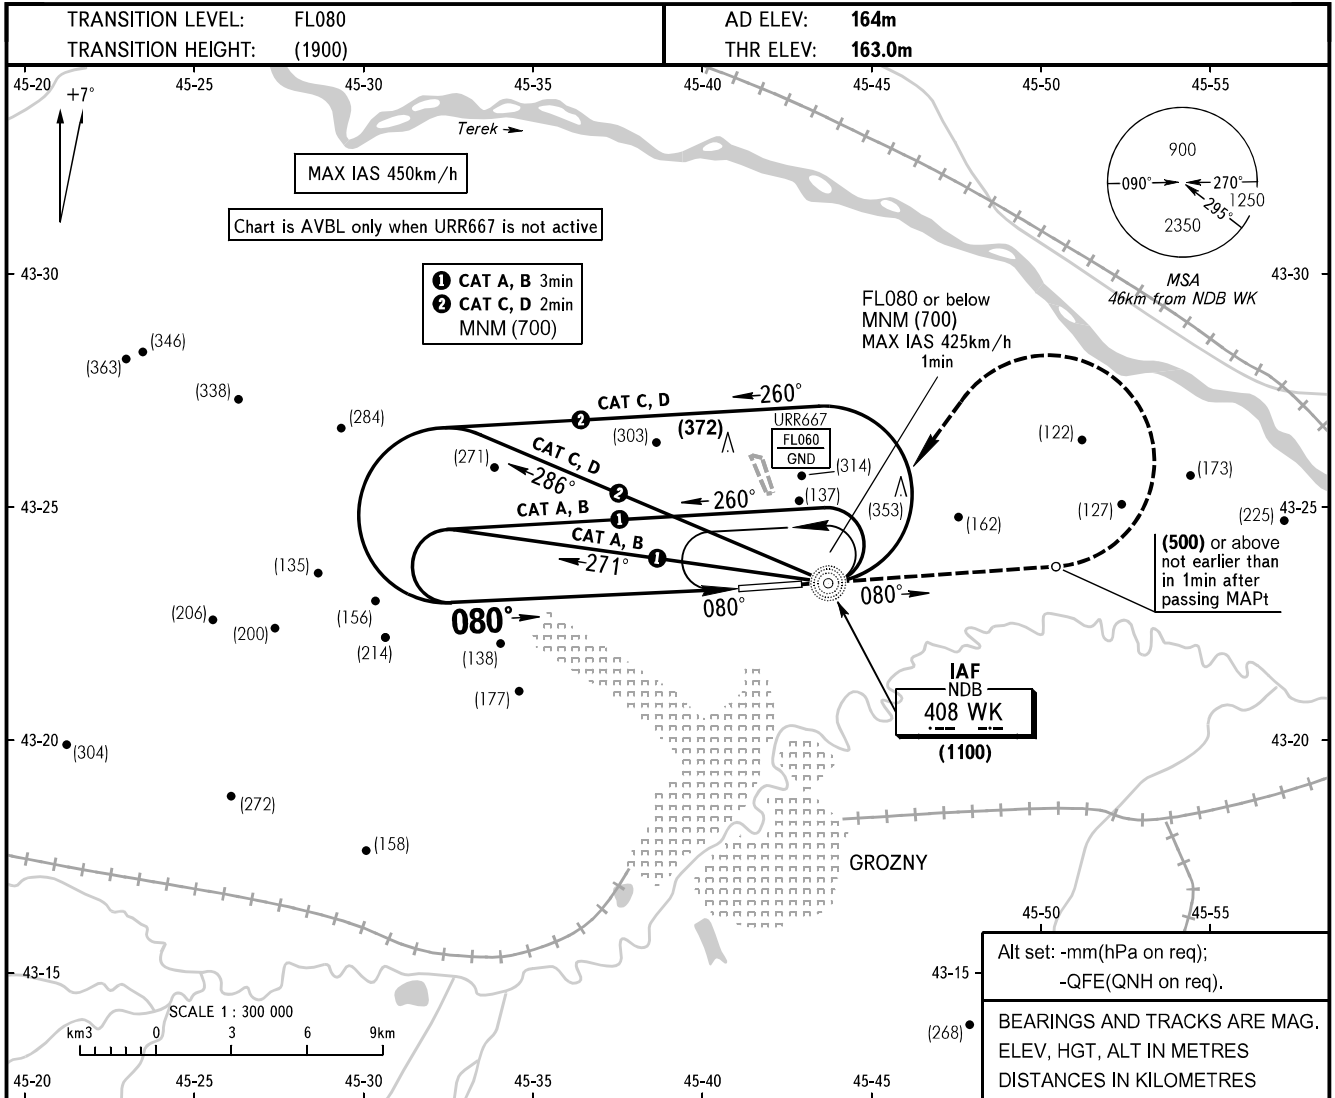 TRANSITION LEVEL: FL080
TRANSITION HEIGHT: (1900)
AD ELEV: 164m
THR ELEV: 163.0m
45-20 45-25 45-30 45-35 45-40 45-45 45-50 45-55
+7°
Terek
MAX IAS 450km/h
Chart is AVBL only when URR667 is not active
900
090° 270°
1250
295°
2350
MSA
46km from NDB WK
43-30 43-30
1 CAT A, B 3min
2 CAT C, D 2min
MNM (700)
FL080 or below
MNM (700)
MAX IAS 425km/h
1min
(346)
(363)
(338)
(284)
CAT C, D 260°
2
(303) (372)
URR667
FL060
GND
(314)
(271)
CAT C, D
286°
2
(122)
(173)
(137)
(353)
(162)
(127)
(225)
43-25 43-25
CAT A, B 260°
1
CAT A, B
271°
1
(500) or above
not earlier than
in 1min after
passing MAPt
(135)
(206)
(200)
(156)
(214)
080°
080°
080°
(138)
(177)
IAF
NDB
408 WK
(1100)
(304)
43-20 43-20
(272)
(158)
GROZNY
45-50 45-55
43-15 43-15
Alt set: -mm(hPa on req);
-QFE(QNH on req).
SCALE 1 : 300 000
km3 0 3 6 9km
(268)
BEARINGS AND TRACKS ARE MAG.
ELEV, HGT, ALT IN METRES
DISTANCES IN KILOMETRES
45-20 45-25 45-30 45-35 45-40 45-45